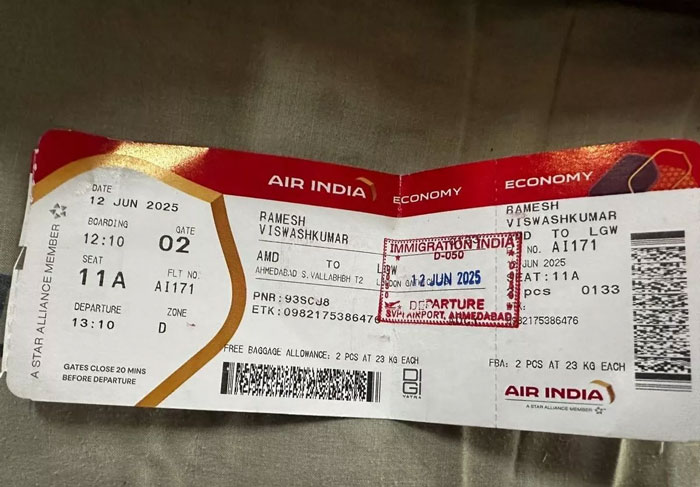 AIR INDIA
ECONOMY
ECONOMY
A STAR ALLIANCE MEMBER
DATE
12 JUN 2025
BOARDING
12:10
GATE
02
SEAT
11A
FLT NO.
AI171
DEPARTURE
13:10
ZONE
D
GATES CLOSE 20 MINS
BEFORE DEPARTURE
RAMESH
VISWASHKUMAR
AMD TO LGW
AHMEDABAD S.VALLABHBH T2
PNR:93SCJ8
ETK:0982175386476
FREE BAGGAGE ALLOWANCE: 2 PCS AT 23 KG EACH
DIGI
YATRA
IMMIGRATION INDIA
D-050
12 JUN 2025
DEPARTURE
SVPI AIRPORT, AHMEDABAD
RAMESH
VISWASHKUMAR
TO LGW
NO. AI171
JUN 2025
SEAT:11A
pcs 0133
82175386476
FBA: 2 PCS AT 23 KG EACH
AIR INDIA
A STAR ALLIANCE MEMBER